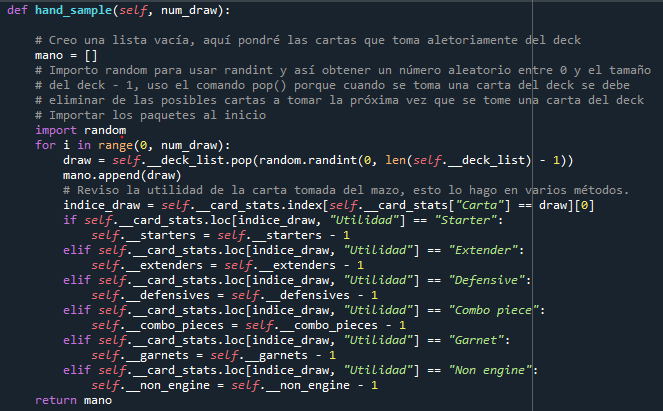 def hand_sample(self, num_draw):
# Creo una lista vacía, aquí pondré las cartas que toma aletoriamente del deck
mano = []
# Importo random para usar randint y así obtener un número aleatorio entre 0 y el tamaño
# del deck - 1, uso el comando pop() porque cuando se toma una carta del deck se debe
# eliminar de las posibles cartas a tomar la próxima vez que se tome una carta del deck
# Importar los paquetes al inicio
import random
for i in range(0, num_draw):
draw = self.__deck_list.pop(random.randint(0, len(self.__deck_list) - 1))
mano.append(draw)
# Reviso la utilidad de la carta tomada del mazo, esto lo hago en varios métodos.
indice_draw = self.__card_stats.index[self.__card_stats["Carta"] == draw][0]
if self.__card_stats.loc[indice_draw, "Utilidad"] == "Starter":
self.__starters = self.__starters - 1
elif self.__card_stats.loc[indice_draw, "Utilidad"] == "Extender":
self.__extenders = self.__extenders - 1
elif self.__card_stats.loc[indice_draw, "Utilidad"] == "Defensive":
self.__defensives = self.__defensives - 1
elif self.__card_stats.loc[indice_draw, "Utilidad"] == "Combo piece":
self.__combo_pieces = self.__combo_pieces - 1
elif self.__card_stats.loc[indice_draw, "Utilidad"] == "Garnet":
self.__garnets = self.__garnets - 1
elif self.__card_stats.loc[indice_draw, "Utilidad"] == "Non engine":
self.__non_engine = self.__non_engine - 1
return mano